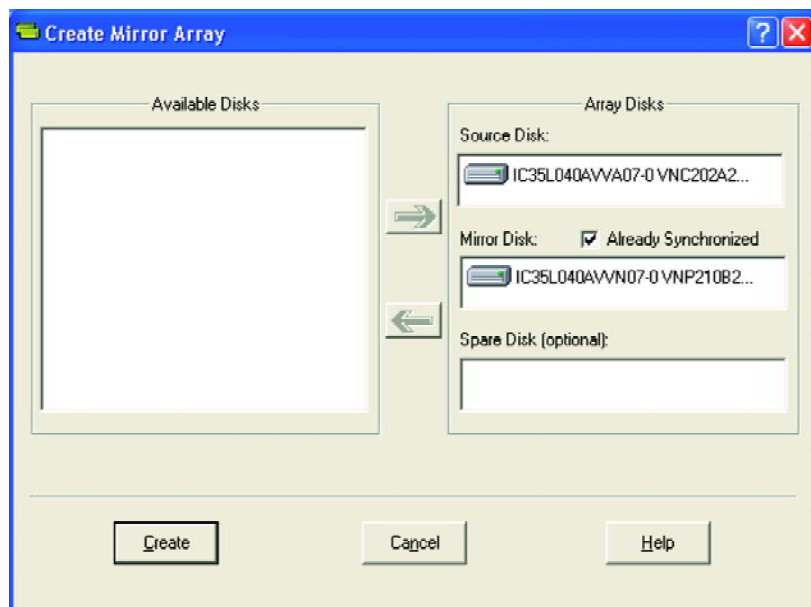 Create Mirror Array
Available Disks
Array Disks
Source Disk:
IC35L040AVVA07-0 VNC202A2...
Mirror Disk:
Already Synchronized
IC35L040AVVN07-0 VNP210B2...
Spare Disk (optional):
Create
Cancel
Help